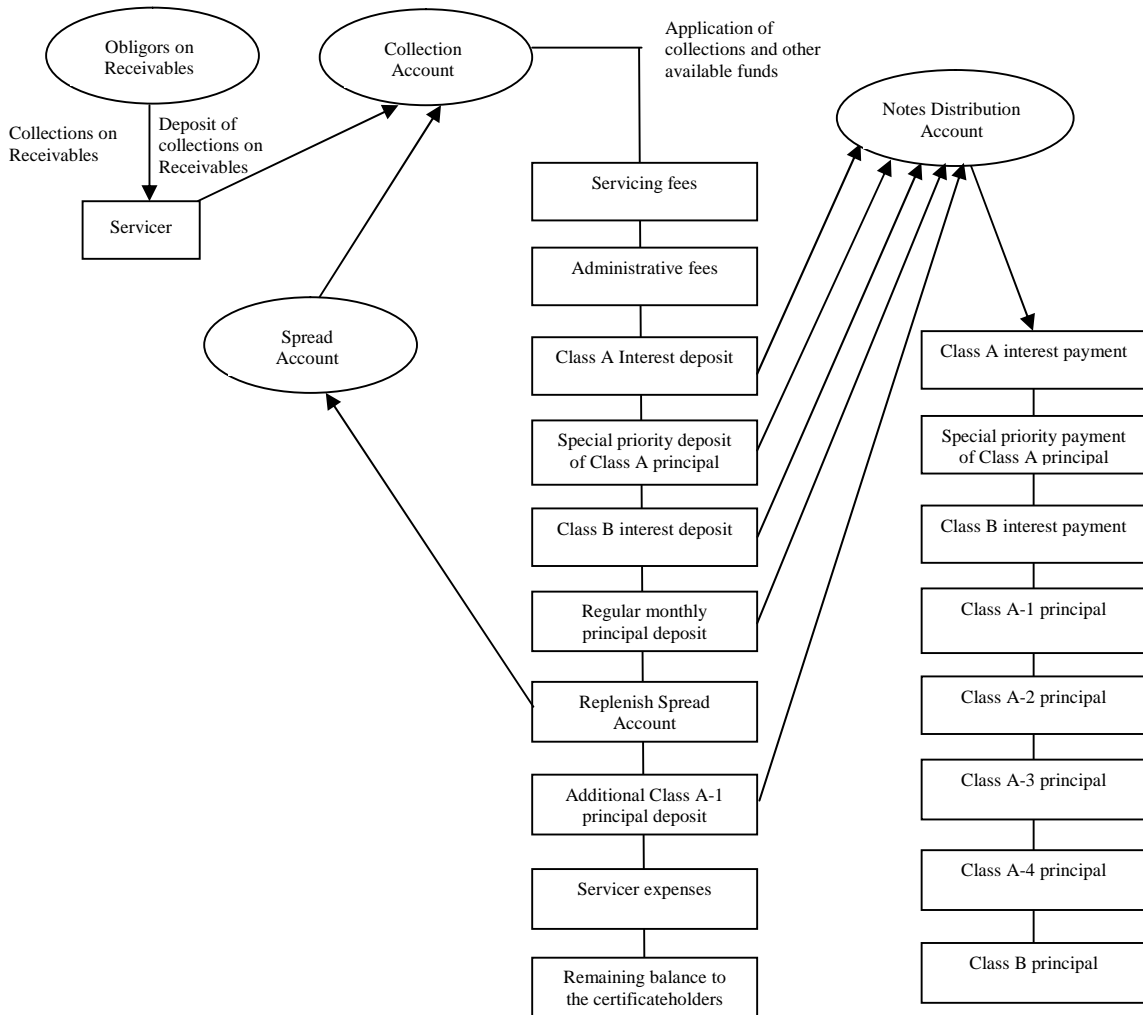 Obligors on
Receivables
Collections on
Receivables
Deposit of
collections on
Receivables
Servicer
Collection
Account
Application of
collections and other
available funds
Spread
Account
Servicing fees
Administrative fees
Class A Interest deposit
Special priority deposit
of Class A principal
Class B interest deposit
Regular monthly
principal deposit
Replenish Spread
Account
Additional Class A-1
principal deposit
Servicer expenses
Remaining balance to
the certificateholders
Notes Distribution
Account
Class A interest payment
Special priority payment
of Class A principal
Class B interest payment
Class A-1 principal
Class A-2 principal
Class A-3 principal
Class A-4 principal
Class B principal